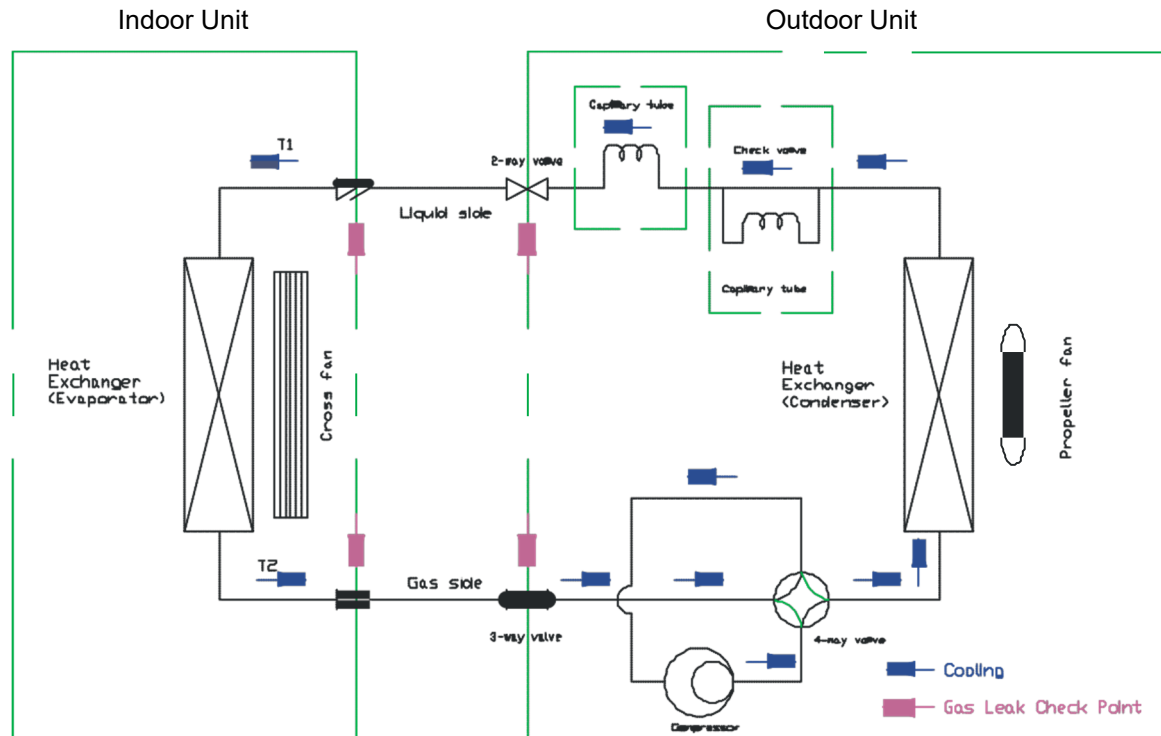 Indoor Unit
Outdoor Unit
Capillary tube
T1
2-way valve
Check valve
Liquid side
Capillary tube
Heat
Exchanger
(Evaporator)
Cross fan
Heat
Exchanger
(Condenser)
Propeller fan
T2
Gas side
3-way valve
4-way valve
Compressor
Cooling
Gas Leak Check Point